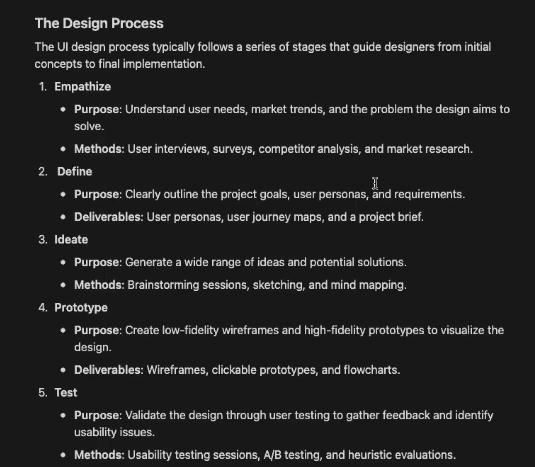 The Design Process
The UI design process typically follows a series of stages that guide designers from initial
concepts to final implementation.
1. Empathize
• Purpose: Understand user needs, market trends, and the problem the design aims to
solve.
• Methods: User interviews, surveys, competitor analysis, and market research.
2. Define
• Purpose: Clearly outline the project goals, user personas, and requirements.
• Deliverables: User personas, user journey maps, and a project brief.
3. Ideate
• Purpose: Generate a wide range of ideas and potential solutions.
• Methods: Brainstorming sessions, sketching, and mind mapping.
4. Prototype
• Purpose: Create low-fidelity wireframes and high-fidelity prototypes to visualize the
design.
• Deliverables: Wireframes, clickable prototypes, and flowcharts.
5. Test
• Purpose: Validate the design through user testing to gather feedback and identify
usability issues.
• Methods: Usability testing sessions, A/B testing, and heuristic evaluations.